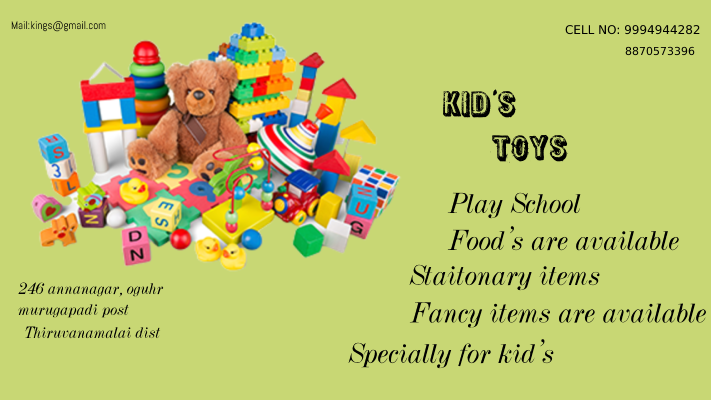 Mail:kings@gmail.com
CELL NO: 9994944282
8870573396
KID'S
TOYS
Play School
Food's are available
Staitonary items
Fancy items are available
Specially for kid's
246 annanagar, oguhr
murugapadi post
Thiruvanamalai dist
S
3
L
N
D
N
E
S
U
G